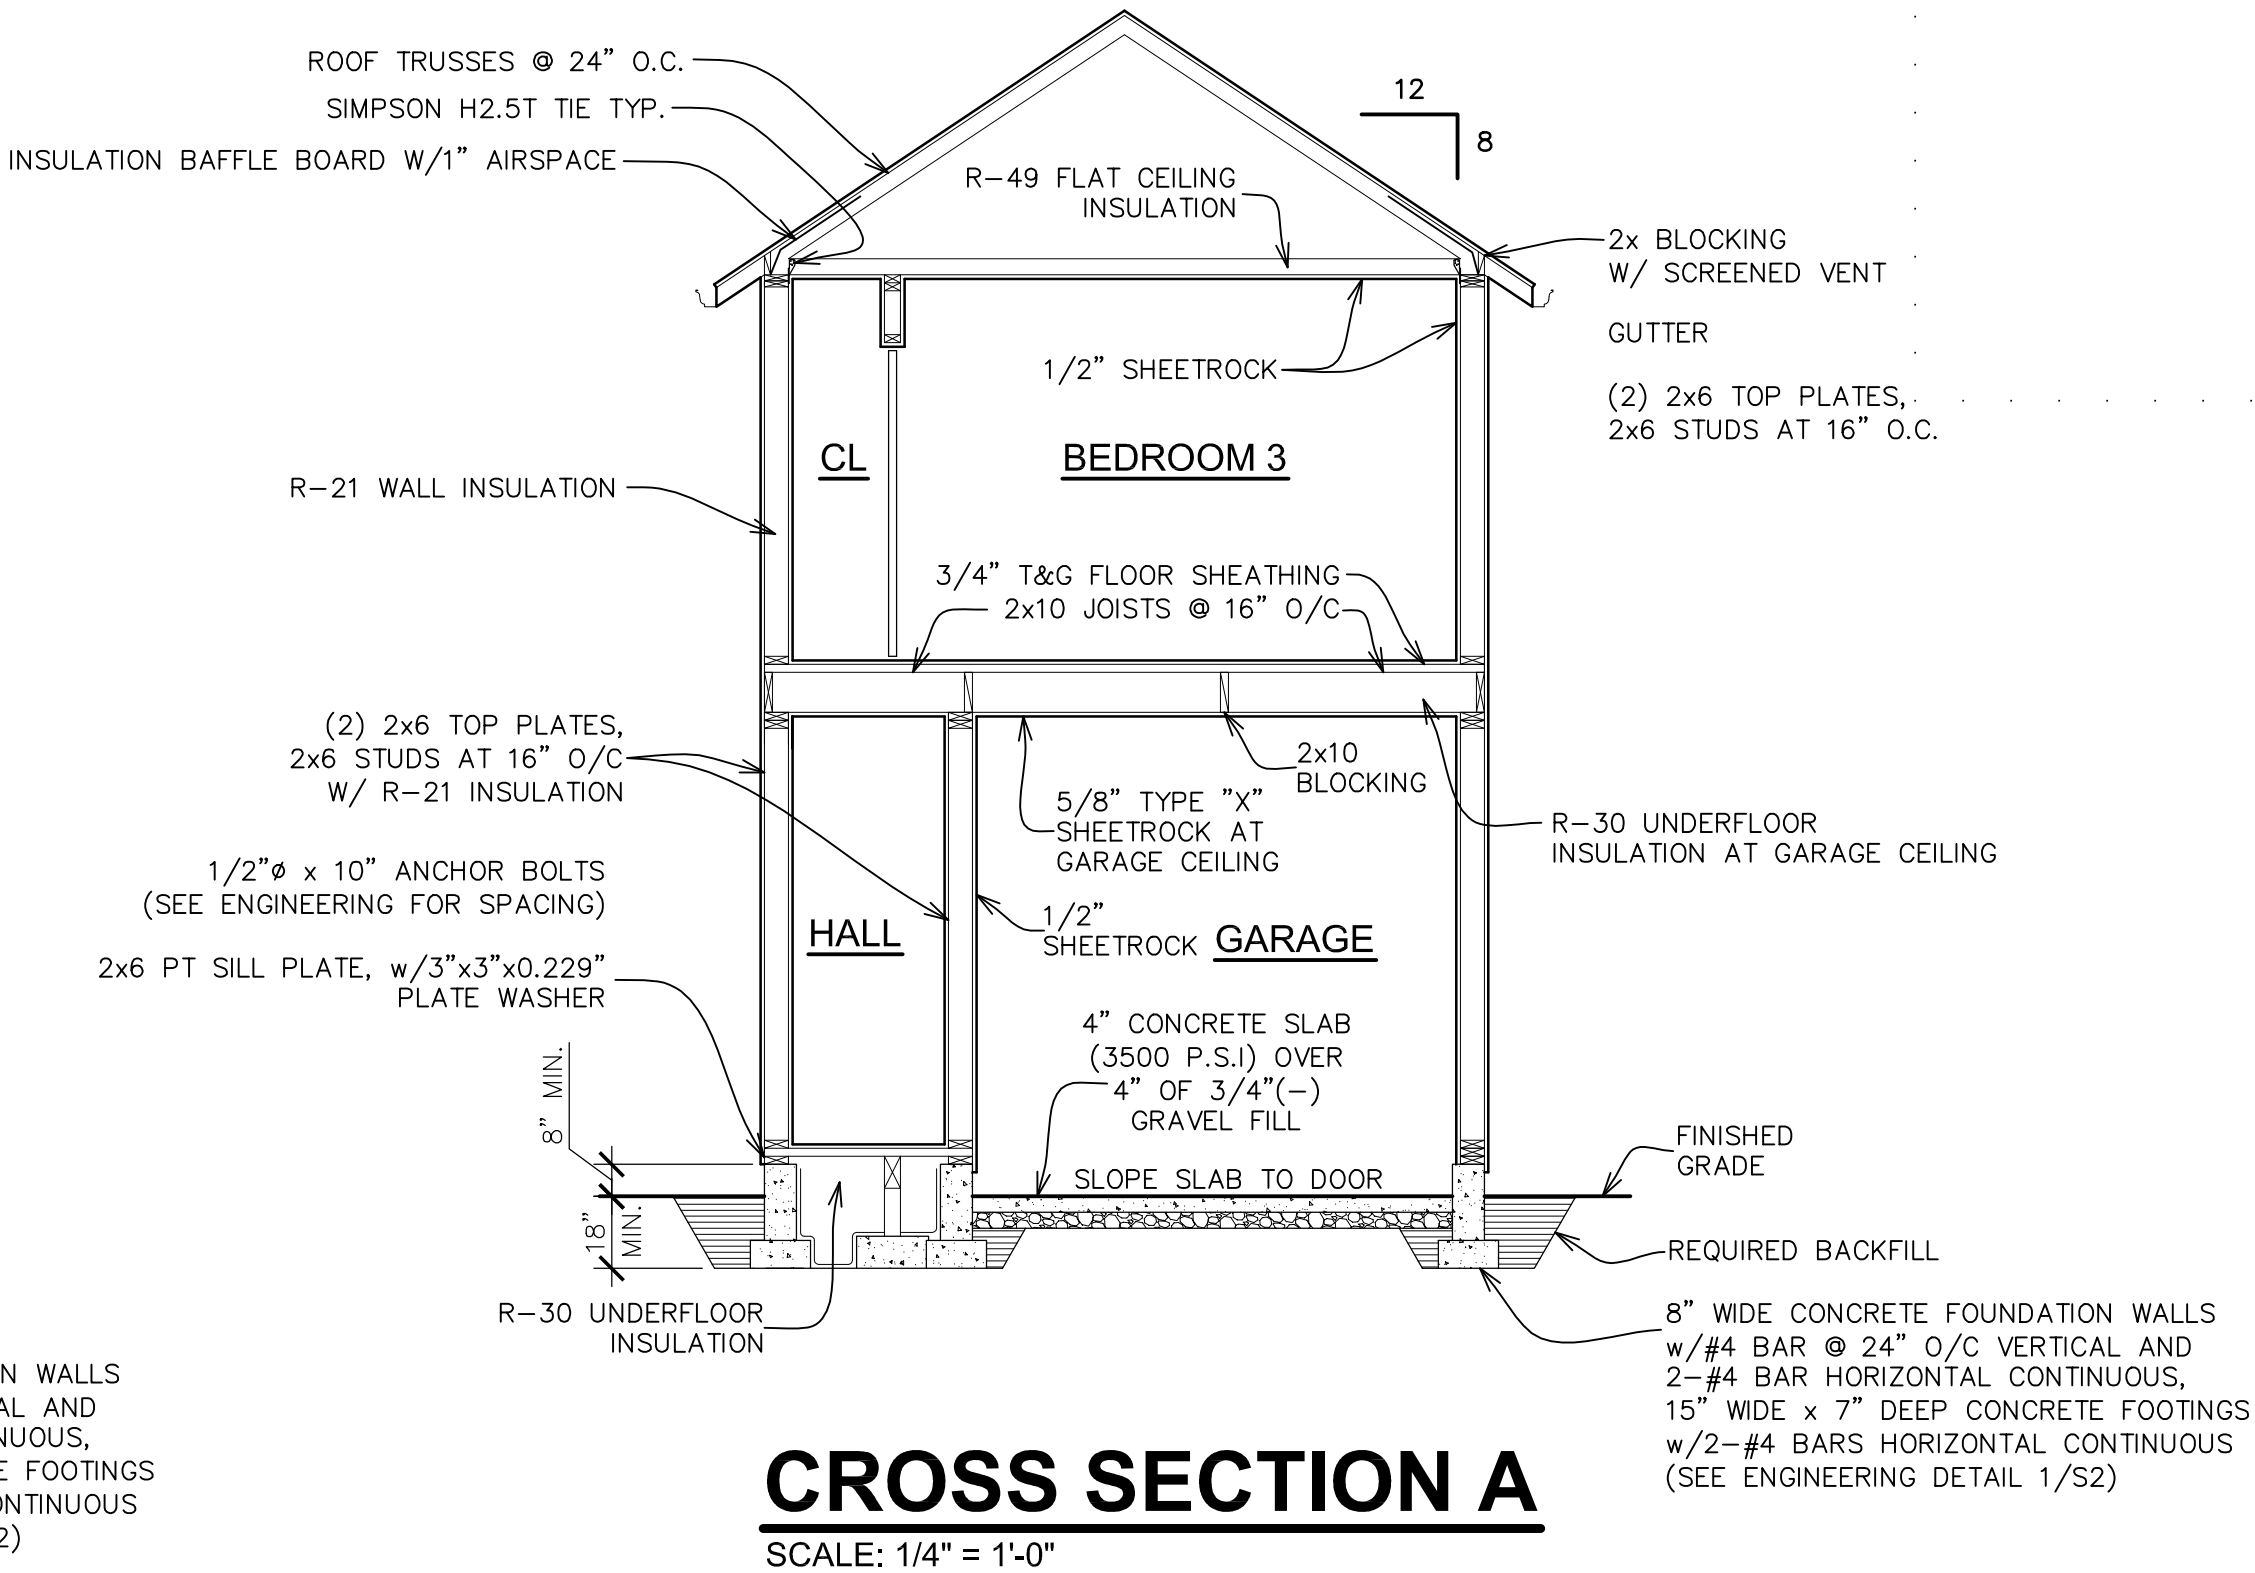 ROOF TRUSSES @ 24” O.C.
SIMPSON H2.5T TIE TYP.
INSULATION BAFFLE BOARD W/1” AIRSPACE
12
8
R-49 FLAT CEILING
INSULATION
2x BLOCKING
W/ SCREENED VENT
GUTTER
(2) 2x6 TOP PLATES,
2x6 STUDS AT 16” O.C.
1/2” SHEETROCK
CL
BEDROOM 3
R-21 WALL INSULATION
3/4” T&G FLOOR SHEATHING
2x10 JOISTS @ 16” O/C
(2) 2x6 TOP PLATES,
2x6 STUDS AT 16” O/C
W/ R-21 INSULATION
2x10
BLOCKING
5/8” TYPE "X"
SHEETROCK AT
GARAGE CEILING
R-30 UNDERFLOOR
INSULATION AT GARAGE CEILING
1/2”ø x 10” ANCHOR BOLTS
(SEE ENGINEERING FOR SPACING)
HALL
1/2”
SHEETROCK
GARAGE
2x6 PT SILL PLATE, w/3”x3”x0.229”
PLATE WASHER
4” CONCRETE SLAB
(3500 P.S.I) OVER
4” OF 3/4”(-)
GRAVEL FILL
8” MIN.
SLOPE SLAB TO DOOR
FINISHED
GRADE
18”
MIN.
REQUIRED BACKFILL
R-30 UNDERFLOOR
INSULATION
8” WIDE CONCRETE FOUNDATION WALLS
w/#4 BAR @ 24” O/C VERTICAL AND
2-#4 BAR HORIZONTAL CONTINUOUS,
15” WIDE x 7” DEEP CONCRETE FOOTINGS
w/2-#4 BARS HORIZONTAL CONTINUOUS
(SEE ENGINEERING DETAIL 1/S2)
N WALLS
AL AND
NUOUS,
E FOOTINGS
ONTINUOUS
2)
CROSS SECTION A
SCALE: 1/4" = 1'-0"